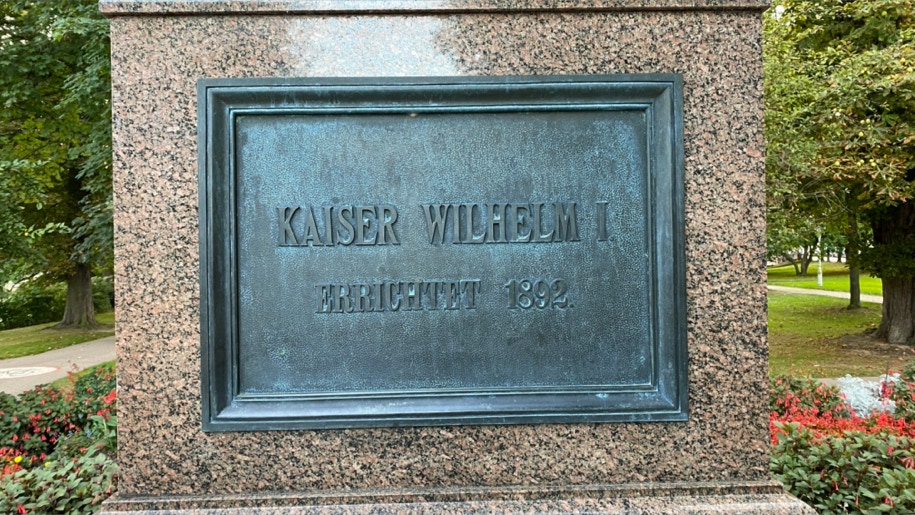 KAISER WILHELM I.
ERRICHTET 1892.